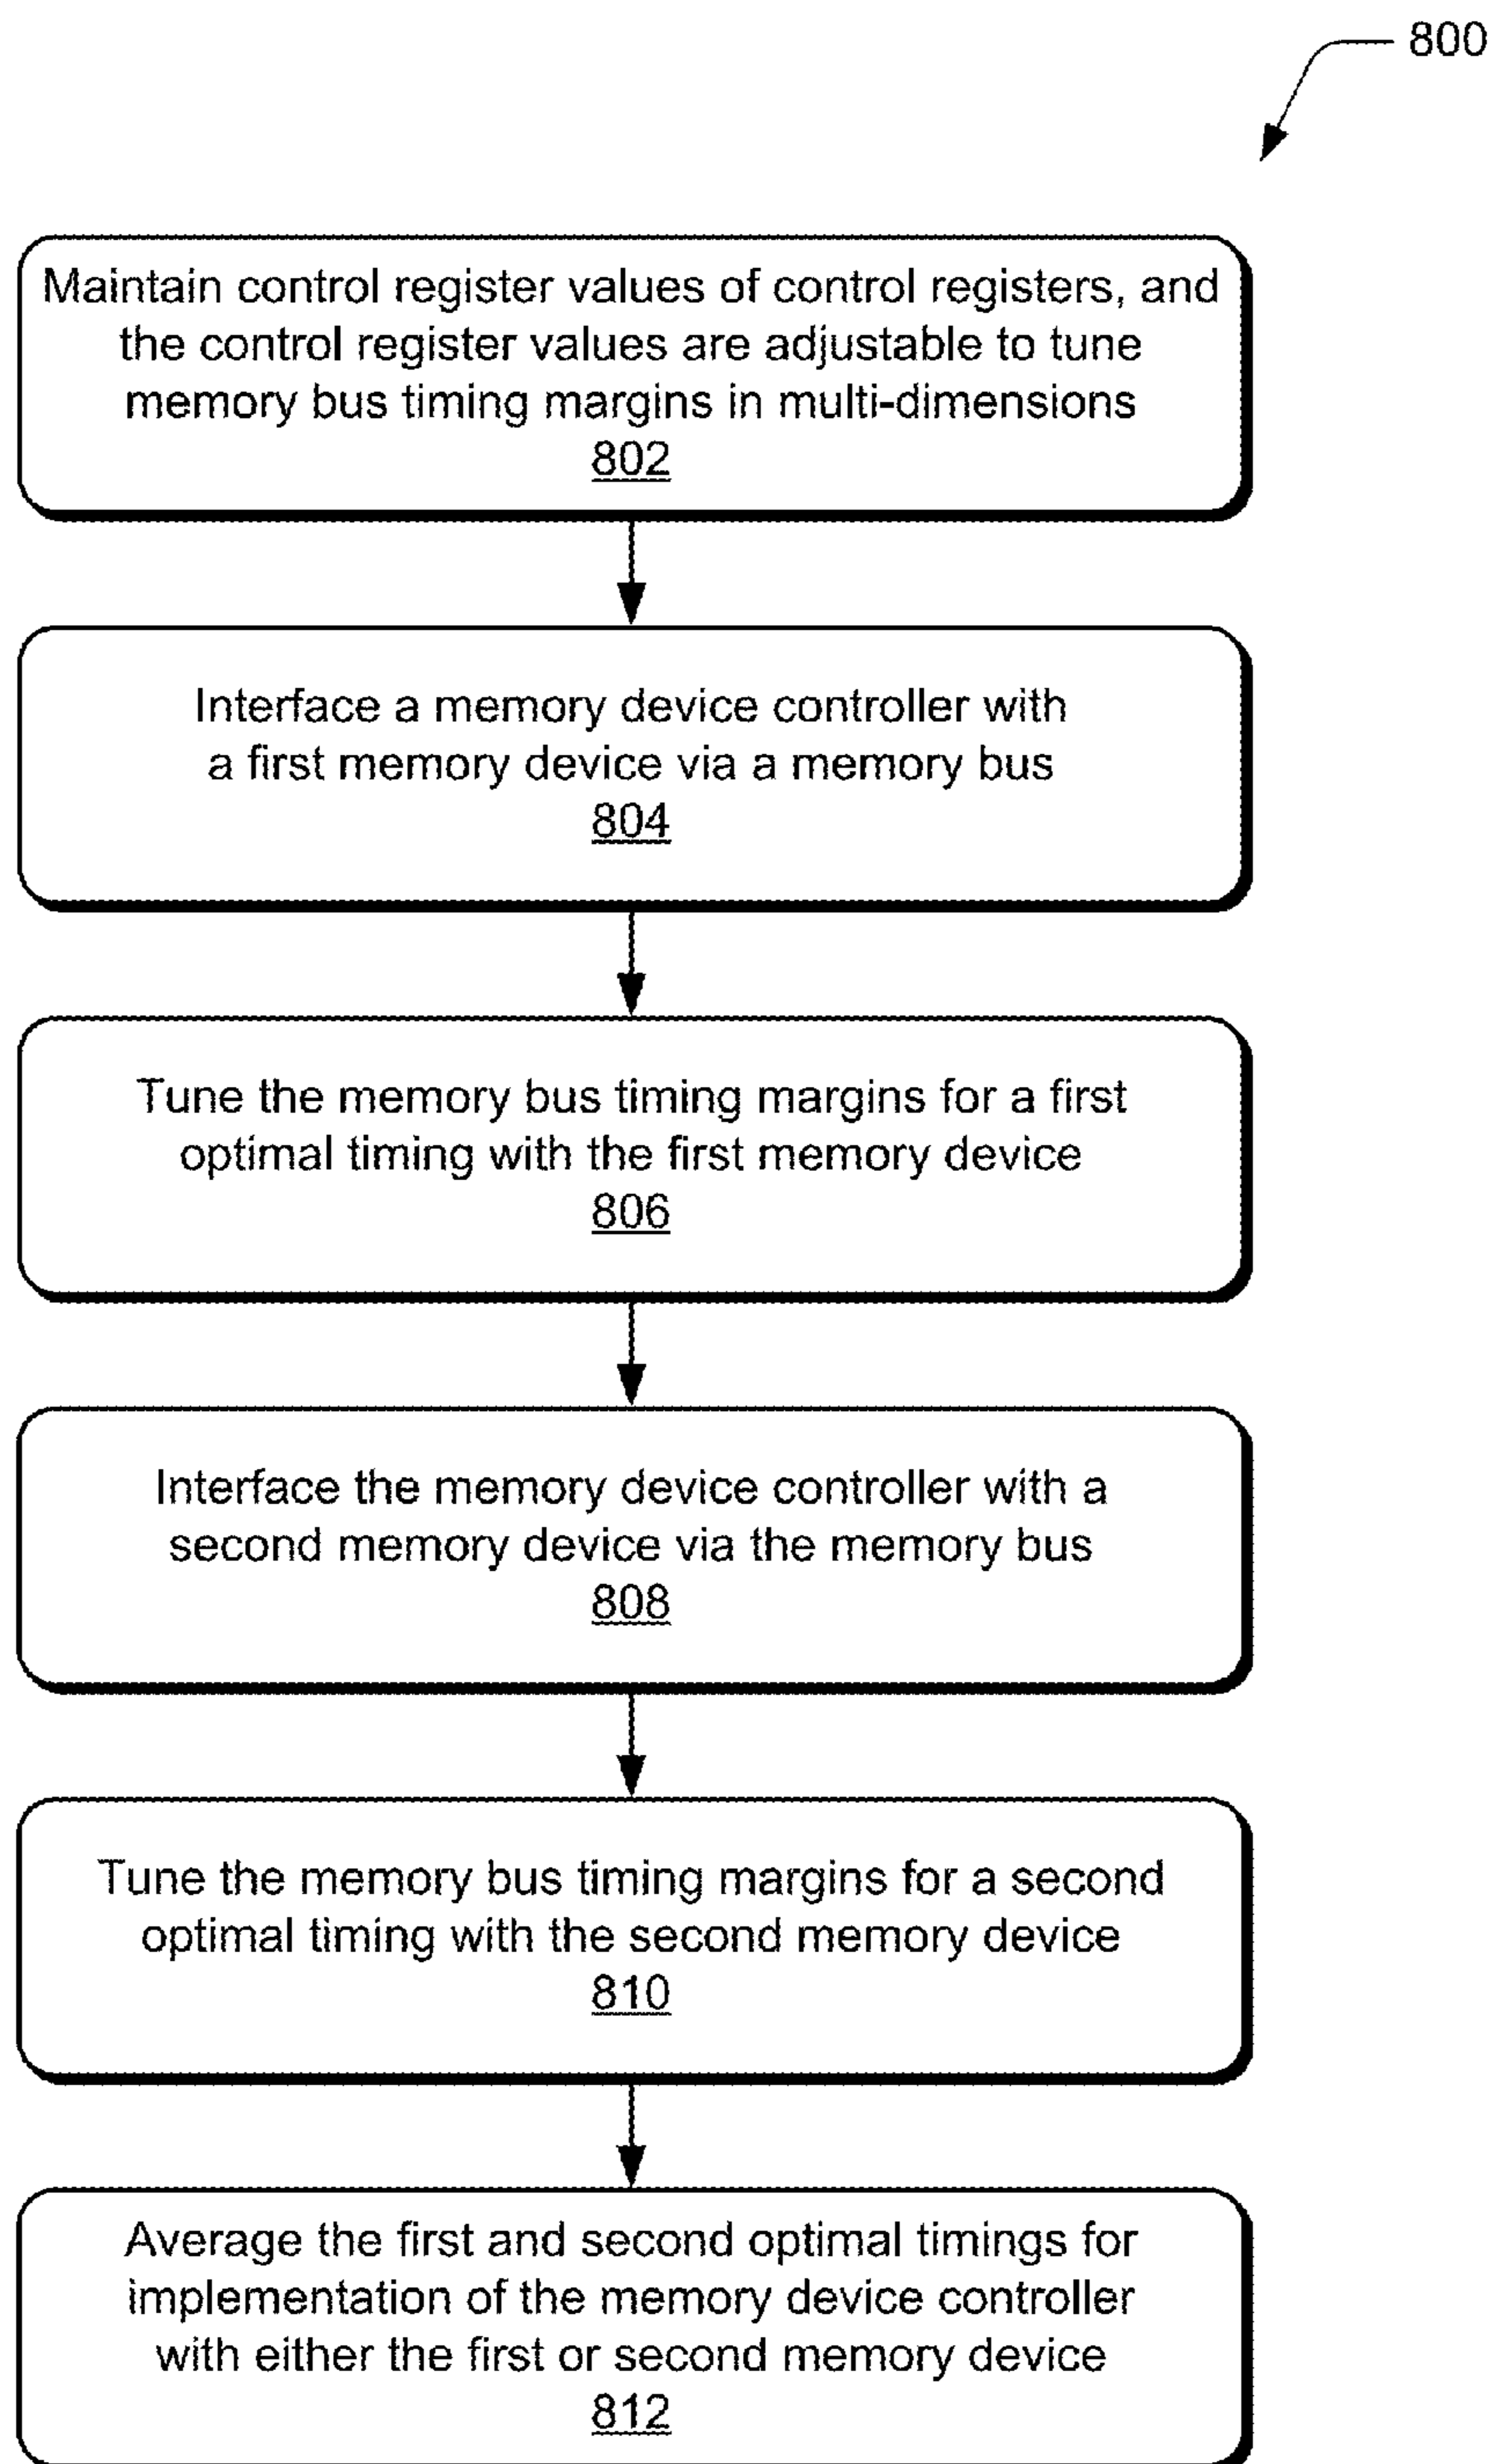 800
Maintain control register values of control registers, and
the control register values are adjustable to tune
memory bus timing margins in multi-dimensions
802
Interface a memory device controller with
a first memory device via a memory bus
804
Tune the memory bus timing margins for a first
optimal timing with the first memory device
806
Interface the memory device controller with a
second memory device via the memory bus
808
Tune the memory bus timing margins for a second
optimal timing with the second memory device
810
Average the first and second optimal timings for
implementation of the memory device controller
with either the first or second memory device
812